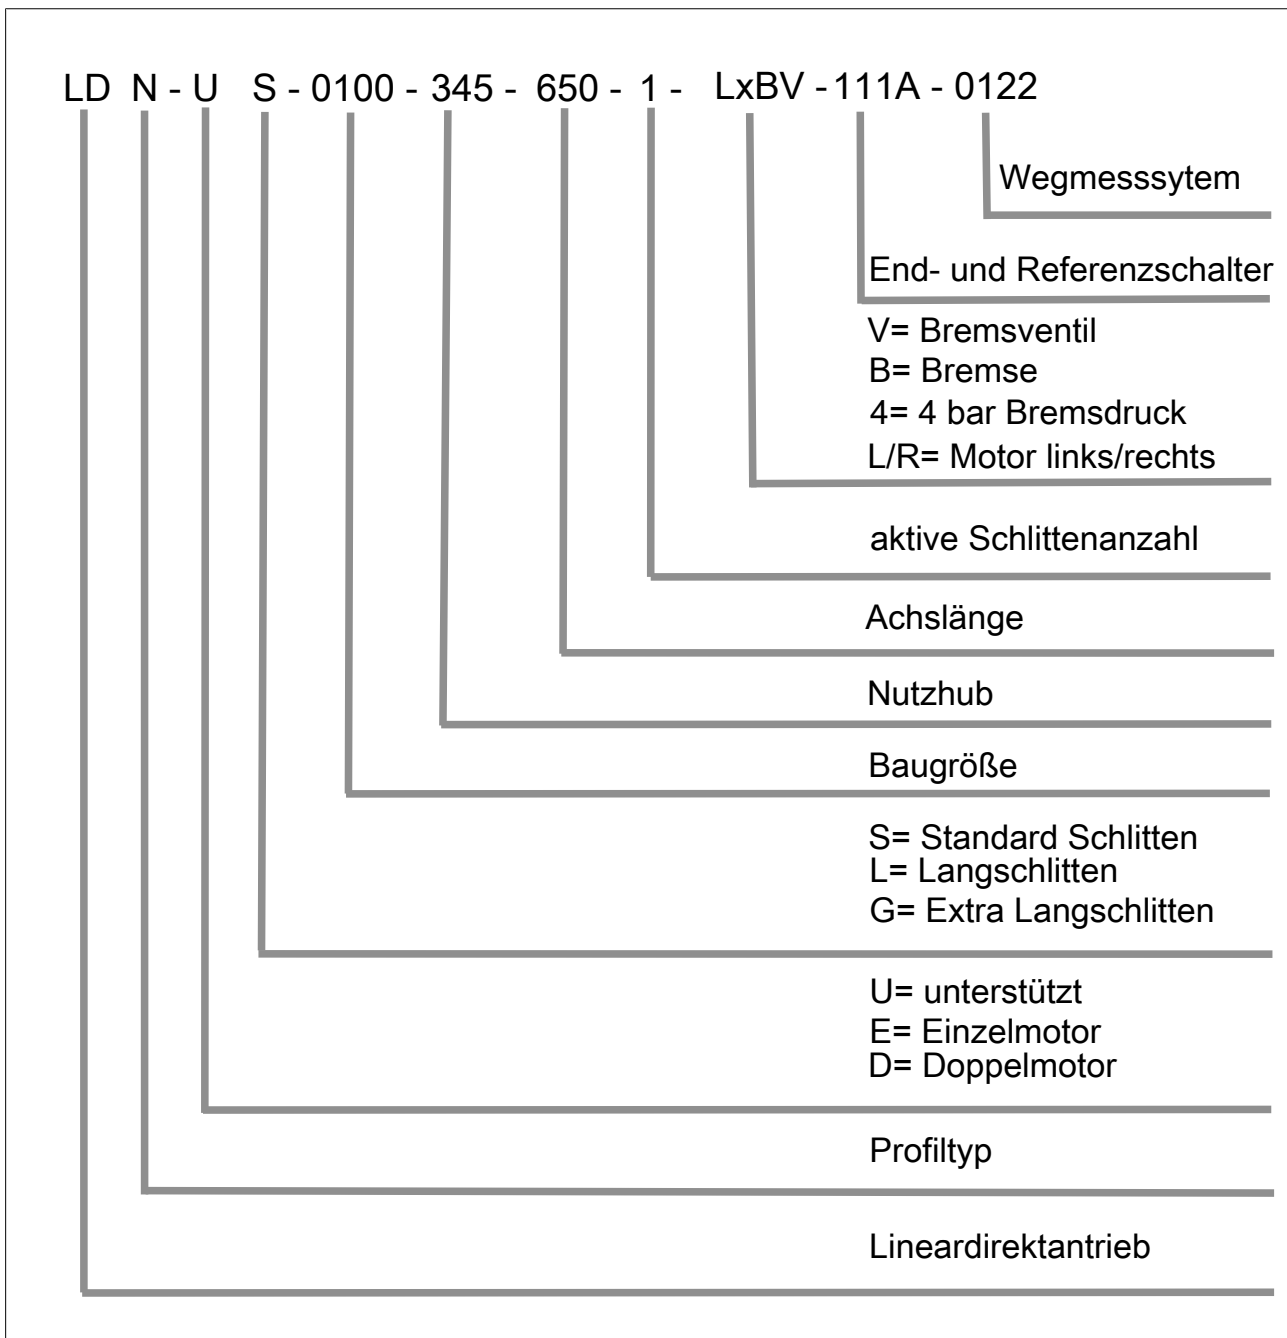 LD N - U S - 0100 - 345 - 650 - 1 - LxBV - 111A - 0122
Wegmesssytem
End- und Referenzschalter
V= Bremsventil
B= Bremse
4= 4 bar Bremsdruck
L/R= Motor links/rechts
aktive Schlittenanzahl
Achslänge
Nutzhub
Baugröße
S= Standard Schlitten
L= Langschlitten
G= Extra Langschlitten
U= unterstützt
E= Einzelmotor
D= Doppelmotor
Profiltyp
Lineardirektantrieb